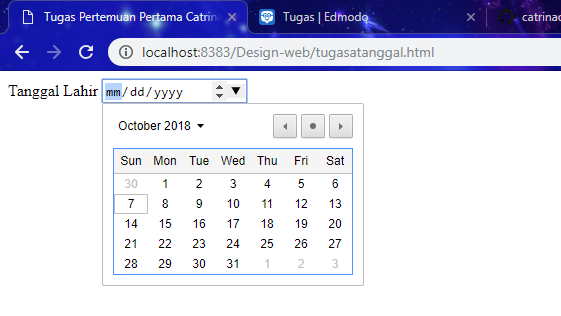 Tugas Pertemuan Pertama Catrin
Tugas | Edmodo
catrinac
localhost:8383/Design-web/tugasatanggal.html
Tanggal Lahir mm/dd/yyyy
October 2018
Sun Mon Tue Wed Thu Fri Sat
30 1 2 3 4 5 6
7 8 9 10 11 12 13
14 15 16 17 18 19 20
21 22 23 24 25 26 27
28 29 30 31 1 2 3